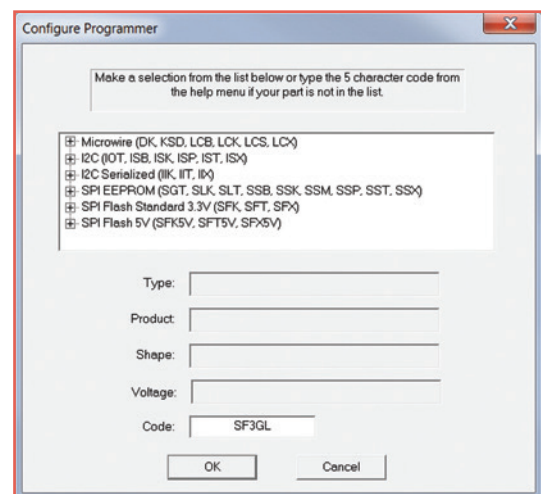 Configure Programmer
X
Make a selection from the list below or type the 5 character code from
the help menu if your part is not in the list.
Microwire (DK, KSD, LCB, LCK, LCS, LCX)
I2C (IOT, ISB, ISK, ISP, IST, ISX)
I2C Serialized (IIK, IIT, IIX)
SPI EEPROM (SGT, SLK, SLT, SSB, SSK, SSM, SSP, SST, SSX)
SPI Flash Standard 3.3V (SFK, SFT, SFX)
SPI Flash 5V (SFK5V, SFT5V, SFX5V)
Type:
Product:
Shape:
Voltage:
Code: SF3GL
OK Cancel